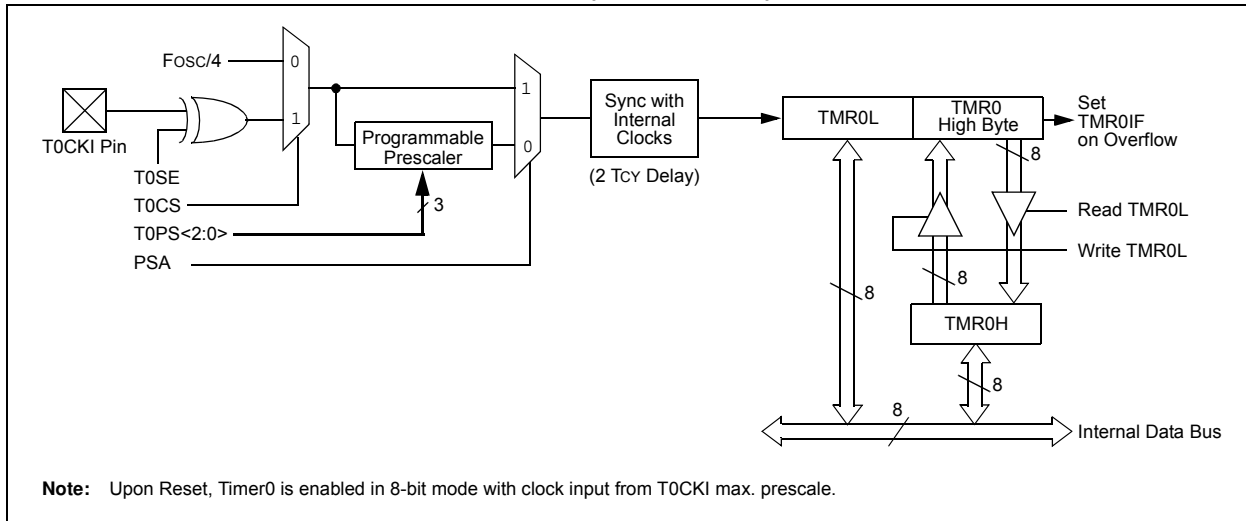 FOSC/4
0
1
T0CKI Pin
T0SE
T0CS
T0PS<2:0>
PSA
Programmable
Prescaler
3
1
0
Sync with
Internal
Clocks
(2 TCY Delay)
TMR0L
TMR0
High Byte
Set
TMR0IF
on Overflow
8
Read TMR0L
Write TMR0L
8
8
TMR0H
8
8
Internal Data Bus
Note: Upon Reset, Timer0 is enabled in 8-bit mode with clock input from T0CKI max. prescale.